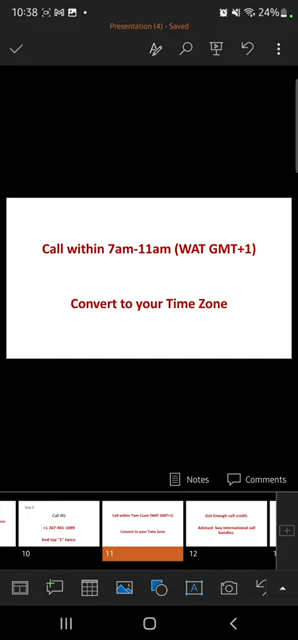 10:38
24%
Presentation (4) - Saved
Call within 7am-11am (WAT GMT+1)
Convert to your Time Zone
Notes
Comments
Call #6
+1 267-941-1099
And tap "1" twice.
10
Call within 7am-11am (WAT GMT+1)
Convert to your Time Zone
11
Get Enough call credit.
Advised: buy international call
bundles.
12